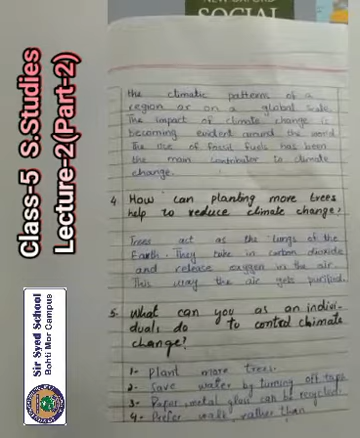 NEW OXFORD
SOCIAL
Class-5 S.Studies
Lecture-2(Part-2)
Sir Syed School
Bohti Mor Campus
the climatic patterns of a
region or on a global scale.
The impact of climate change is
becoming evident around the world
The use of fossil fuels has been
the main contributor to climate
change.
4 How can planting more trees
help to reduce climate change?
Trees act as the lungs of the
Earth. They take in carbon dioxide
and release oxygen in the air.
This way the air gets purified.
5. What can you as an indivi-
duals do to control climate
change?
1- Plant more trees.
2- Save water by turning off taps
3- Paper, metal glass can be recycled.
4- Prefer walk, rather than